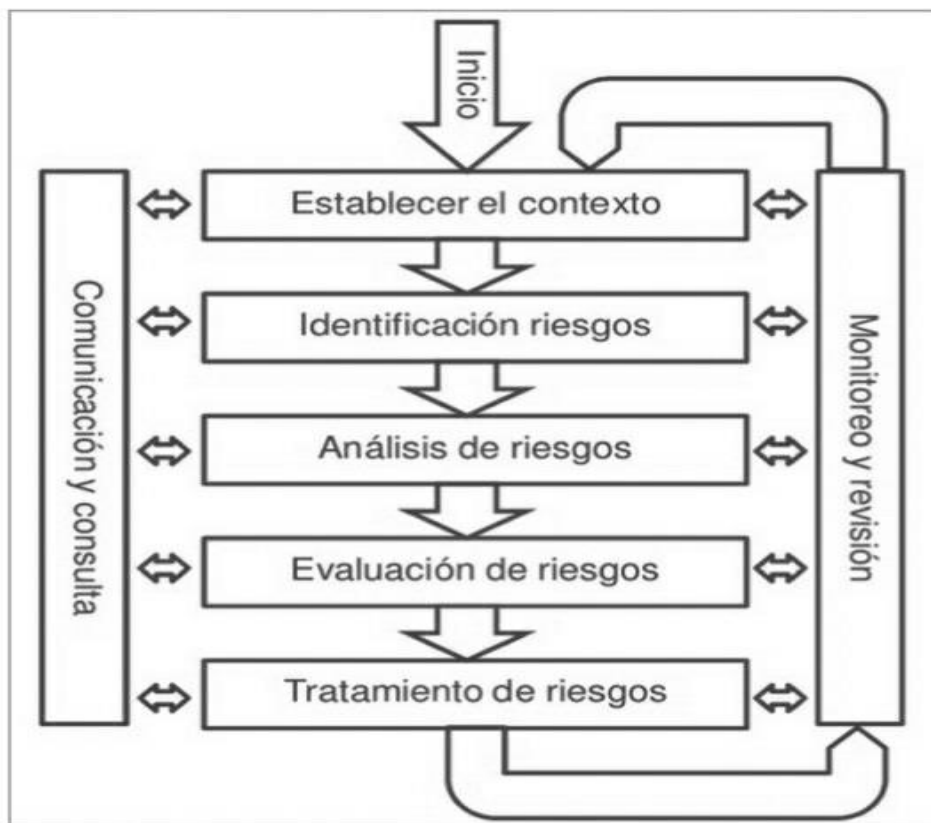 Inicio
Establecer el contexto
Identificación riesgos
Análisis de riesgos
Evaluación de riesgos
Tratamiento de riesgos
Comunicación y consulta
Monitoreo y revisión